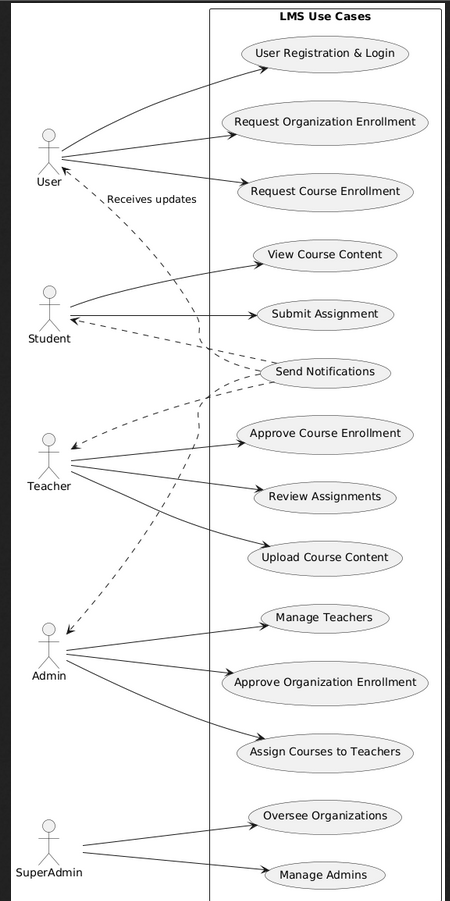 LMS Use Cases
User Registration & Login
Request Organization Enrollment
User
Request Course Enrollment
Receives updates
View Course Content
Submit Assignment
Student
Send Notifications
Approve Course Enrollment
Teacher
Review Assignments
Upload Course Content
Manage Teachers
Admin
Approve Organization Enrollment
Assign Courses to Teachers
Oversee Organizations
SuperAdmin
Manage Admins